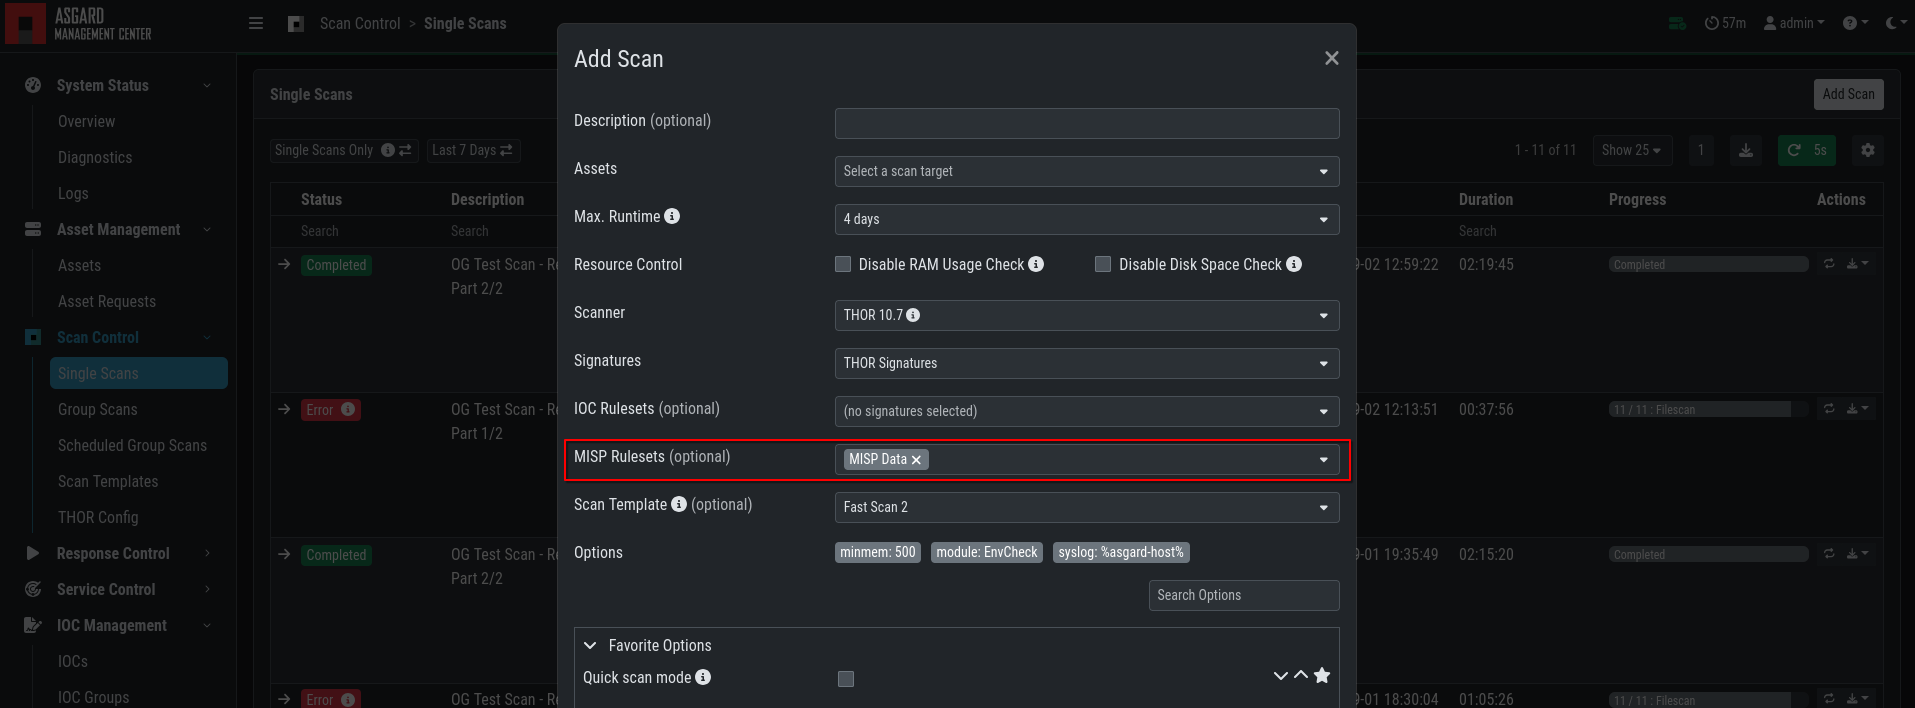 ASGARD
MANAGEMENT CENTER
Scan Control > Single Scans
57m
admin
System Status
Overview
Diagnostics
Logs
Asset Management
Assets
Asset Requests
Scan Control
Single Scans
Group Scans
Scheduled Group Scans
Scan Templates
THOR Config
Response Control
Service Control
IOC Management
IOCs
IOC Groups
Single Scans
Add Scan
Single Scans Only
Last 7 Days
1 - 11 of 11
Show 25
1
5s
Status Description Duration Progress Actions
Search Search Search
Completed OG Test Scan - Re
Part 2/2
9-02 12:59:22 02:19:45 Completed
Error OG Test Scan - Re
Part 1/2
9-02 12:13:51 00:37:56 11 / 11 : Filescan
Completed OG Test Scan - Re
Part 2/2
9-01 19:35:49 02:15:20 Completed
Error OG Test Scan - Re
9-01 18:30:04 01:05:26 11 / 11 : Filescan
Add Scan
Description (optional)
Assets Select a scan target
Max. Runtime 4 days
Resource Control Disable RAM Usage Check Disable Disk Space Check
Scanner THOR 10.7
Signatures THOR Signatures
IOC Rulesets (optional) (no signatures selected)
MISP Rulesets (optional) MISP Data
Scan Template (optional) Fast Scan 2
Options minmem: 500 module: EnvCheck syslog: %asgard-host%
Search Options
Favorite Options
Quick scan mode